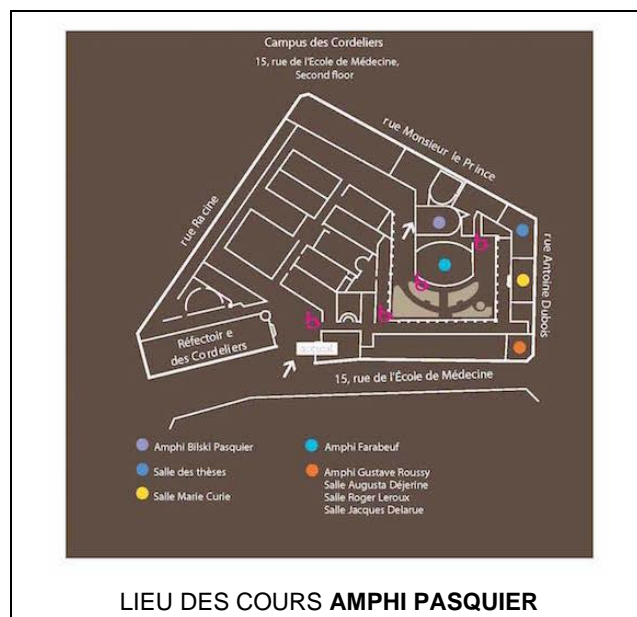 Campus des Cordeliers
15, rue de l'Ecole de Médecine,
Second floor
rue Monsieur le Prince
rue Racine
rue Antoine Dubois
Réfectoir e
des Cordeliers
15, rue de l'École de Médecine
Amphi Bilski Pasquier
Amphi Farabeuf
Salle des thèses
Amphi Gustave Roussy
Salle Augusta Déjerine
Salle Marie Curie
Salle Roger Leroux
Salle Jacques Delarue
LIEU DES COURS AMPHI PASQUIER